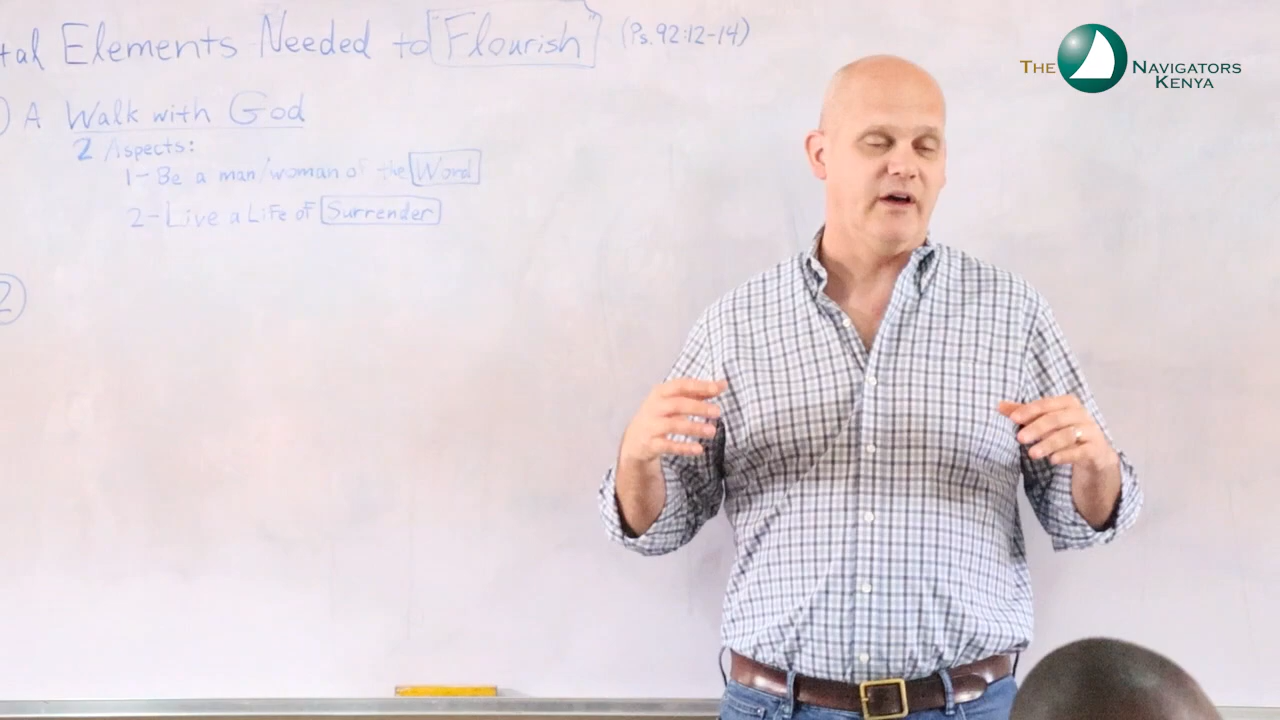 tal Elements Needed to "Flourish" (Ps. 92:12-14)
) A Walk with God
2 Aspects:
1- Be a man/woman of the Word
2- Live a Life of Surrender
2
THE NAVIGATORS
KENYA